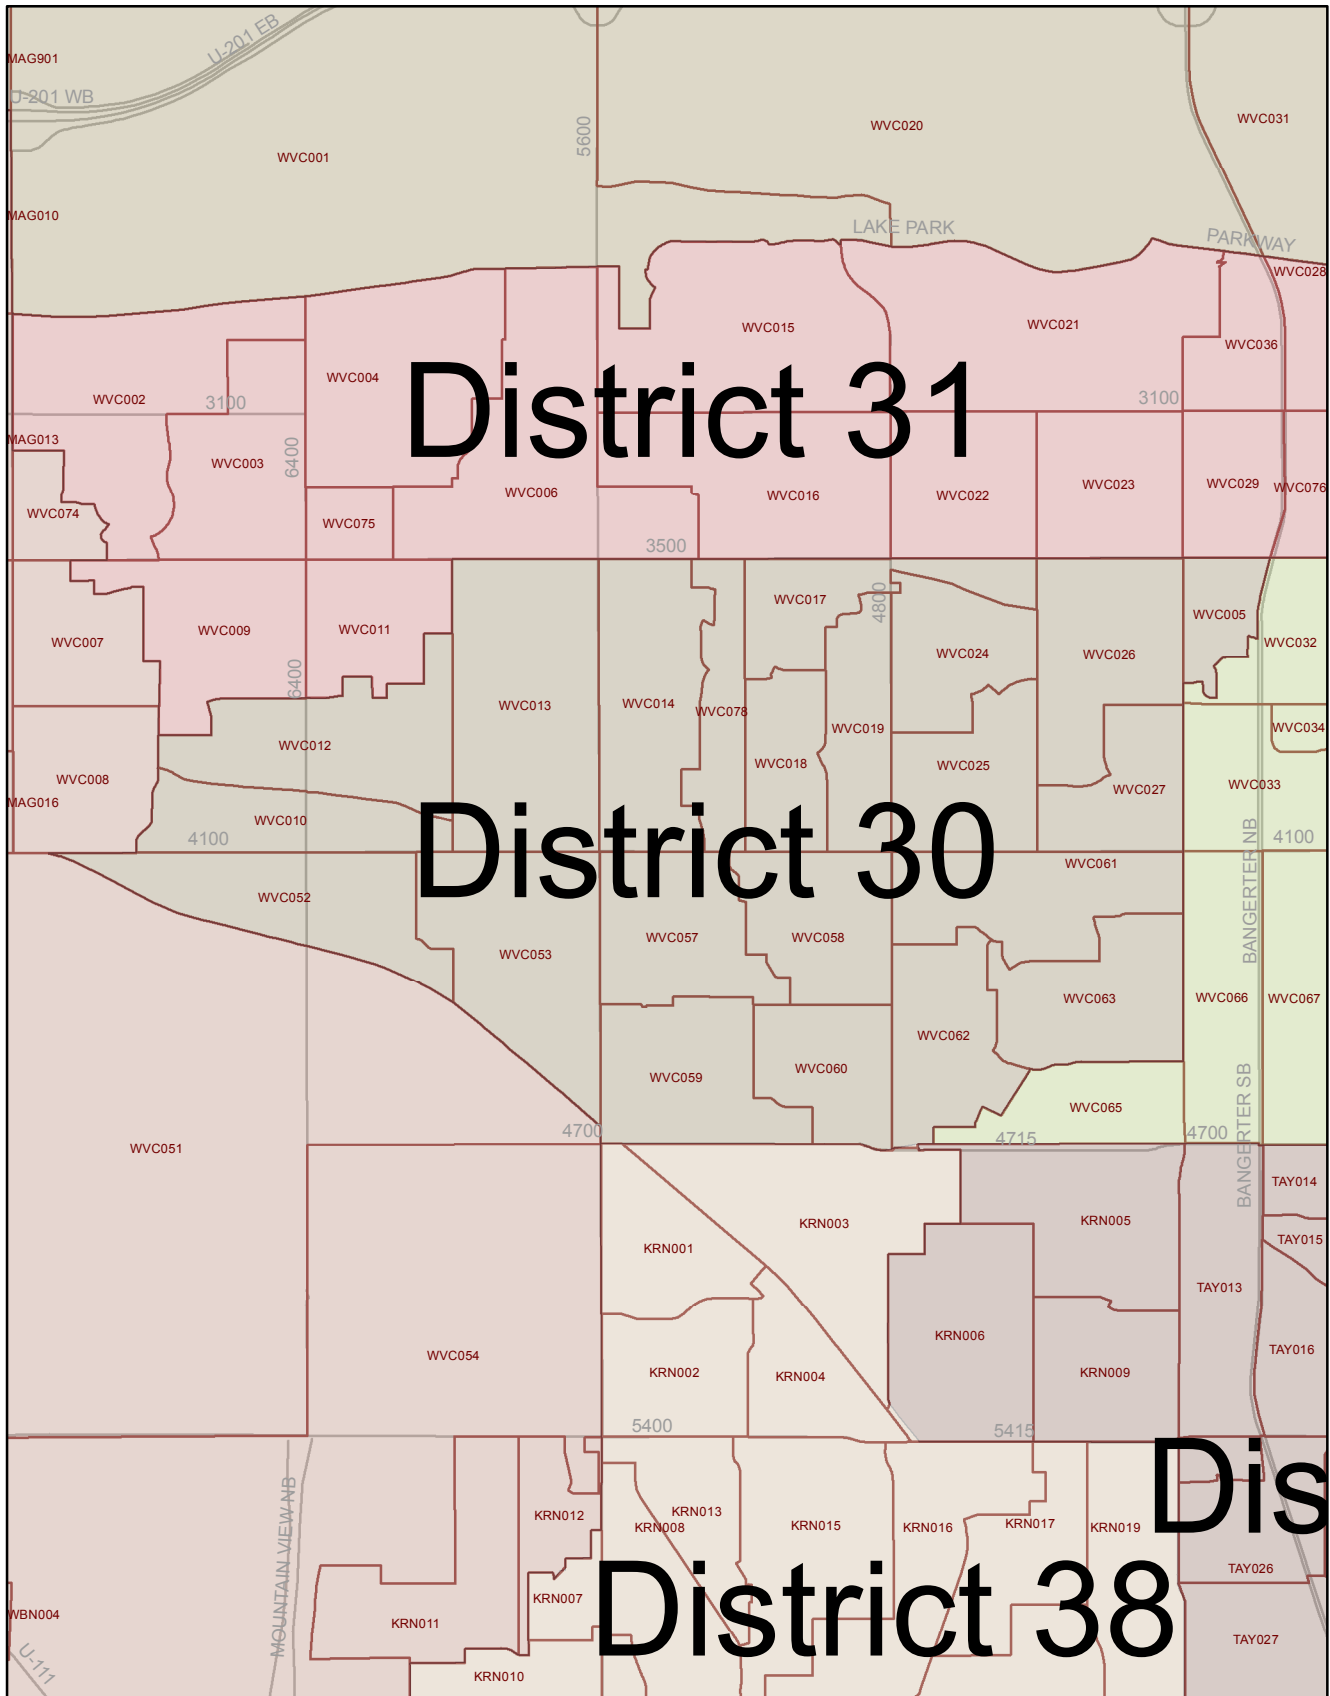 U-201 EB
MAG901
U-201 WB
WVC031
WVC020
5600
WVC001
MAG010
LAKE PARK
PARKWAY
WVC028
WVC015
WVC021
WVC036
WVC004
District 31
WVC002
3100
3100
MAG013
6400
WVC003
WVC006
WVC016
WVC022
WVC023
WVC029
WVC076
WVC074
WVC075
3500
WVC017
4800
WVC005
WVC007
WVC009
WVC011
WVC024
WVC026
WVC032
6400
WVC013
WVC014
WVC078
WVC019
WVC034
WVC012
WVC018
WVC025
WVC008
WVC033
WVC027
MAG016
WVC010
4100
District 30
BANGERTER NB
4100
WVC061
WVC052
WVC057
WVC058
WVC053
WVC063
WVC066
WVC067
WVC062
WVC059
WVC060
BANGERTER SB
WVC065
4700
4715
4700
WVC051
TAY014
KRN003
KRN005
KRN001
TAY015
TAY013
KRN006
TAY016
WVC054
KRN002
KRN004
KRN009
5400
5415
Dis
MOUNTAIN VIEW NB
KRN012
KRN013
KRN008
KRN015
KRN016
KRN017
KRN019
TAY026
District 38
KRN007
WBN004
KRN011
TAY027
U-111
KRN010